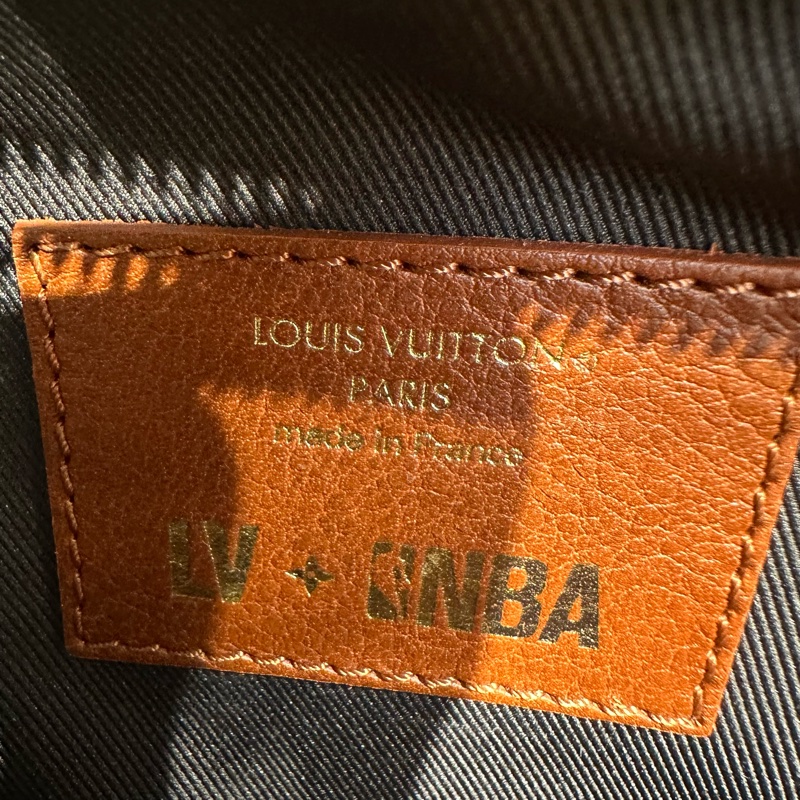 LOUIS VUITTON®
PARIS
made in France
LV NBA